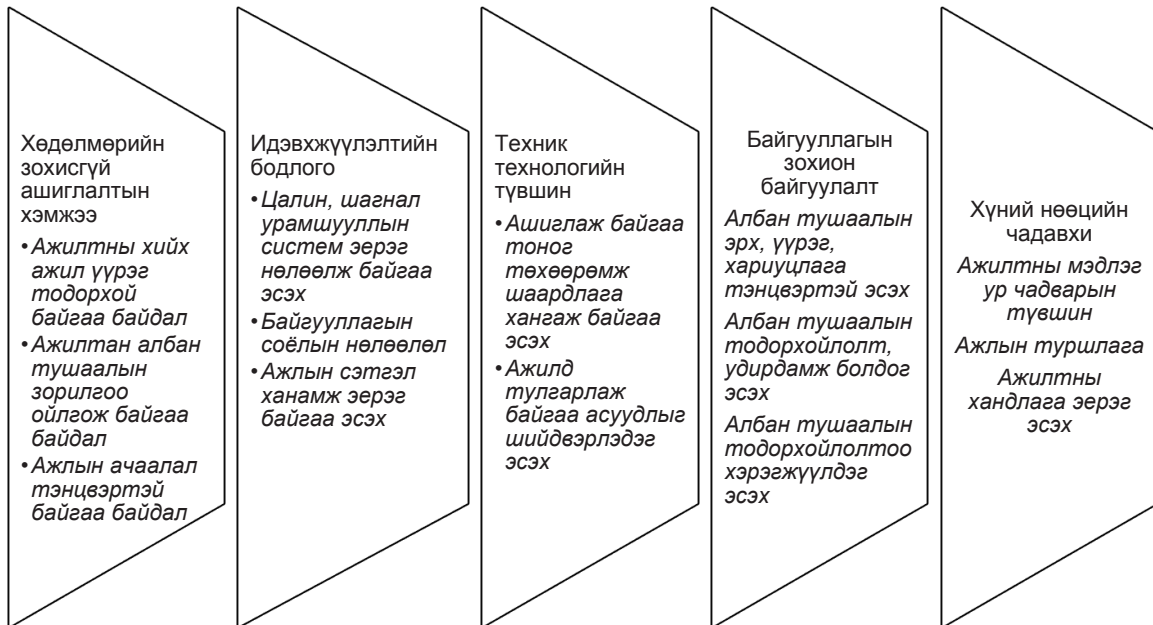 Хөдөлмөрийн
зохисгүй
ашиглалтын
хэмжээ
•Ажилтны хийх
ажил үүрэг
тодорхой
байгаа байдал
•Ажилтан албан
тушаалын
зорилгоо
ойлгож байгаа
байдал
•Ажлын ачаалал
тэнцвэртэй
байгаа байдал
Идэвхжүүлэлтийн
бодлого
•Цалин, шагнал
урамшууллын
систем эерэг
нөлөөлж байгаа
эсэх
•Байгууллагын
соёлын нөлөөлөл
•Ажлын сэтгэл
ханамж эерэг
байгаа эсэх
Техник
технологийн
түвшин
•Ашиглаж байгаа
тоног
төхөөрөмж
шаардлага
хангаж байгаа
эсэх
•Ажилд
тулгарлаж
байгаа асуудлыг
шийдвэрлэдэг
эсэх
Байгууллагын
зохион
байгуулалт
Албан тушаалын
эрх, үүрэг,
хариуцлага
тэнцвэртэй эсэх
Албан тушаалын
тодорхойлолт,
удирдамж болдог
эсэх
Албан тушаалын
тодорхойлолтоо
хэрэгжүүлдэг
эсэх
Хүний нөөцийн
чадавхи
Ажилтны мэдлэг
ур чадварын
түвшин
Ажлын туршлага
Ажилтны
хандлага эерэг
эсэх